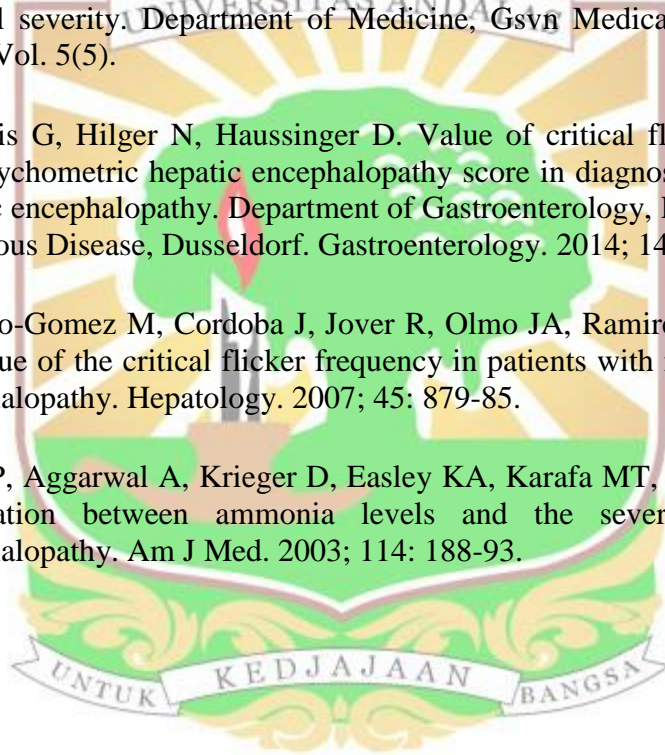 l severity. Department of Medicine, Gsvn Medica
UNIVERSITAS ANDALAS
Vol. 5(5).
is G, Hilger N, Haussinger D. Value of critical fl
ychometric hepatic encephalopathy score in diagnos
c encephalopathy. Department of Gastroenterology,
ous Disease, Dusseldorf. Gastroenterology. 2014; 14
o-Gomez M, Cordoba J, Jover R, Olmo JA, Ramire
ue of the critical flicker frequency in patients with
alopathy. Hepatology. 2007; 45: 879-85.
P, Aggarwal A, Krieger D, Easley KA, Karafa MT,
ation between ammonia levels and the sever
alopathy. Am J Med. 2003; 114: 188-93.
UNTUK KEDJAJAAN BANGSA